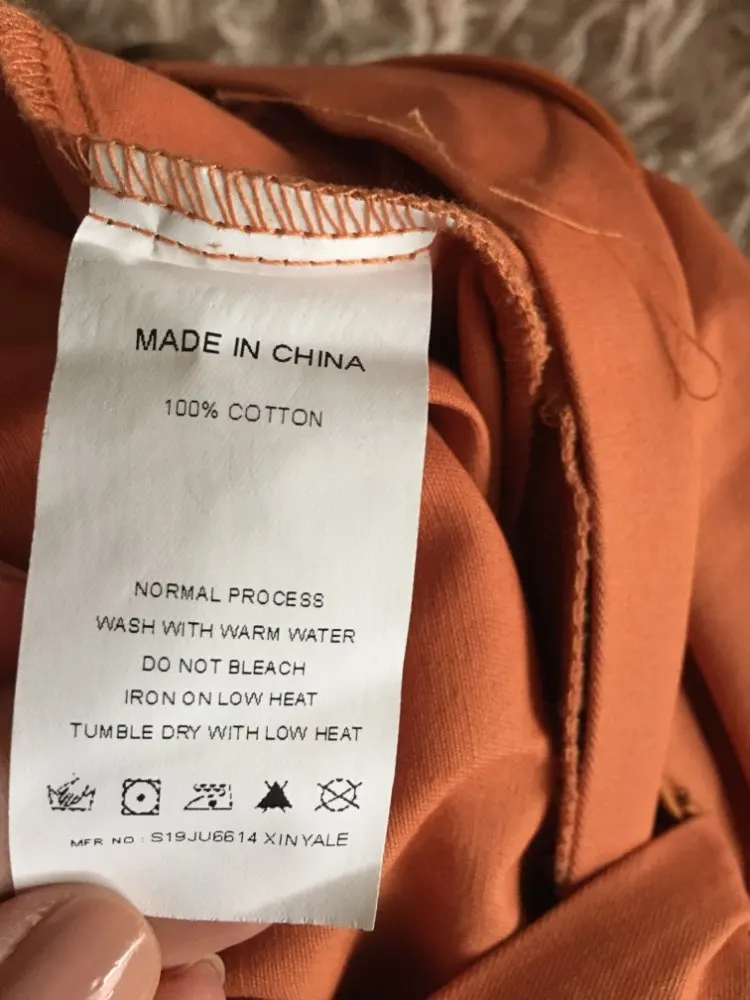 MADE IN CHINA
100% COTTON
NORMAL PROCESS
WASH WITH WARM WATER
DO NOT BLEACH
IRON ON LOW HEAT
TUMBLE DRY WITH LOW HEAT
MFR NO : S19JU6614 XINYALE